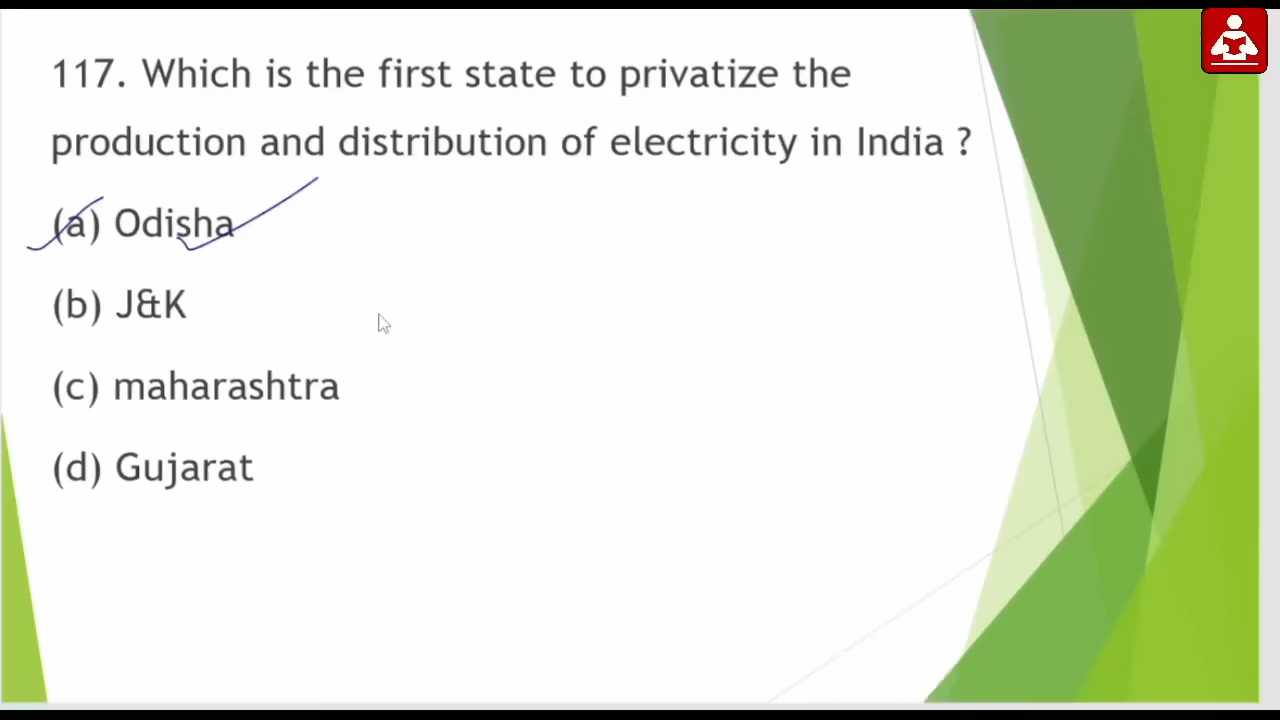 117. Which is the first state to privatize the
production and distribution of electricity in India ?
(a) Odisha
(b) J&K
(c) maharashtra
(d) Gujarat